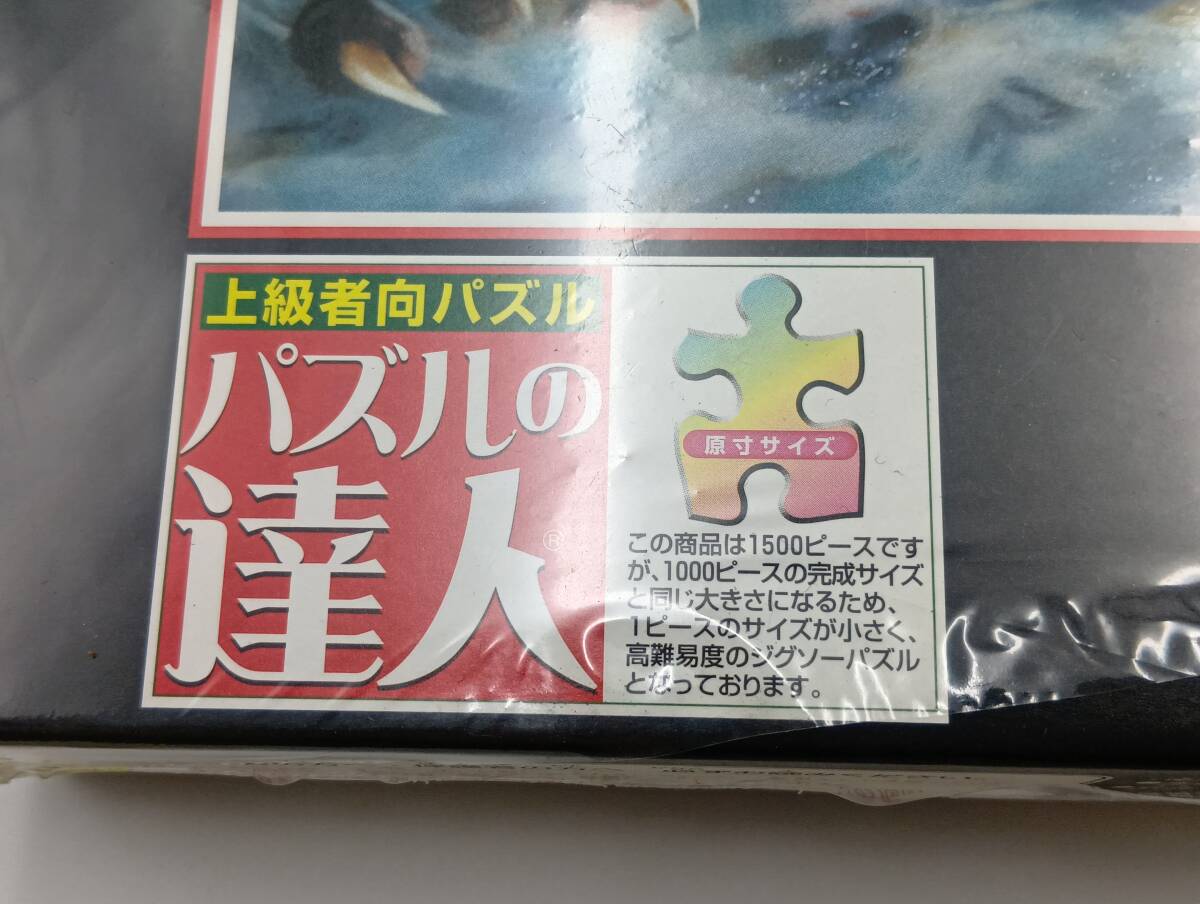 上級者向パズル
パズルの
達人®
原寸サイズ
この商品は1500ピースです
が、1000ピースの完成サイズ
と同じ大きさになるため、
1ピースのサイズが小さく、
高難易度のジグソーパズル
となっております。